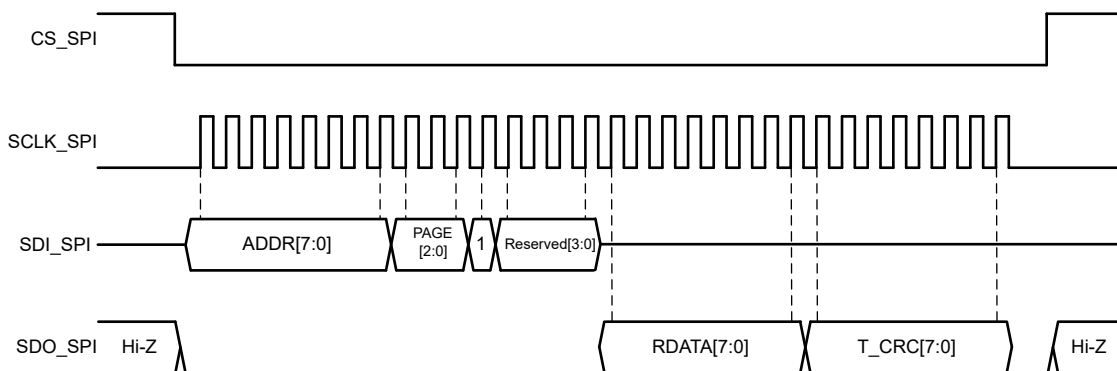 CS_SPI
SCLK_SPI
SDI_SPI
ADDR[7:0]
PAGE
[2:0]
1
Reserved[3:0]
SDO_SPI
Hi-Z
RDATA[7:0]
T_CRC[7:0]
Hi-Z